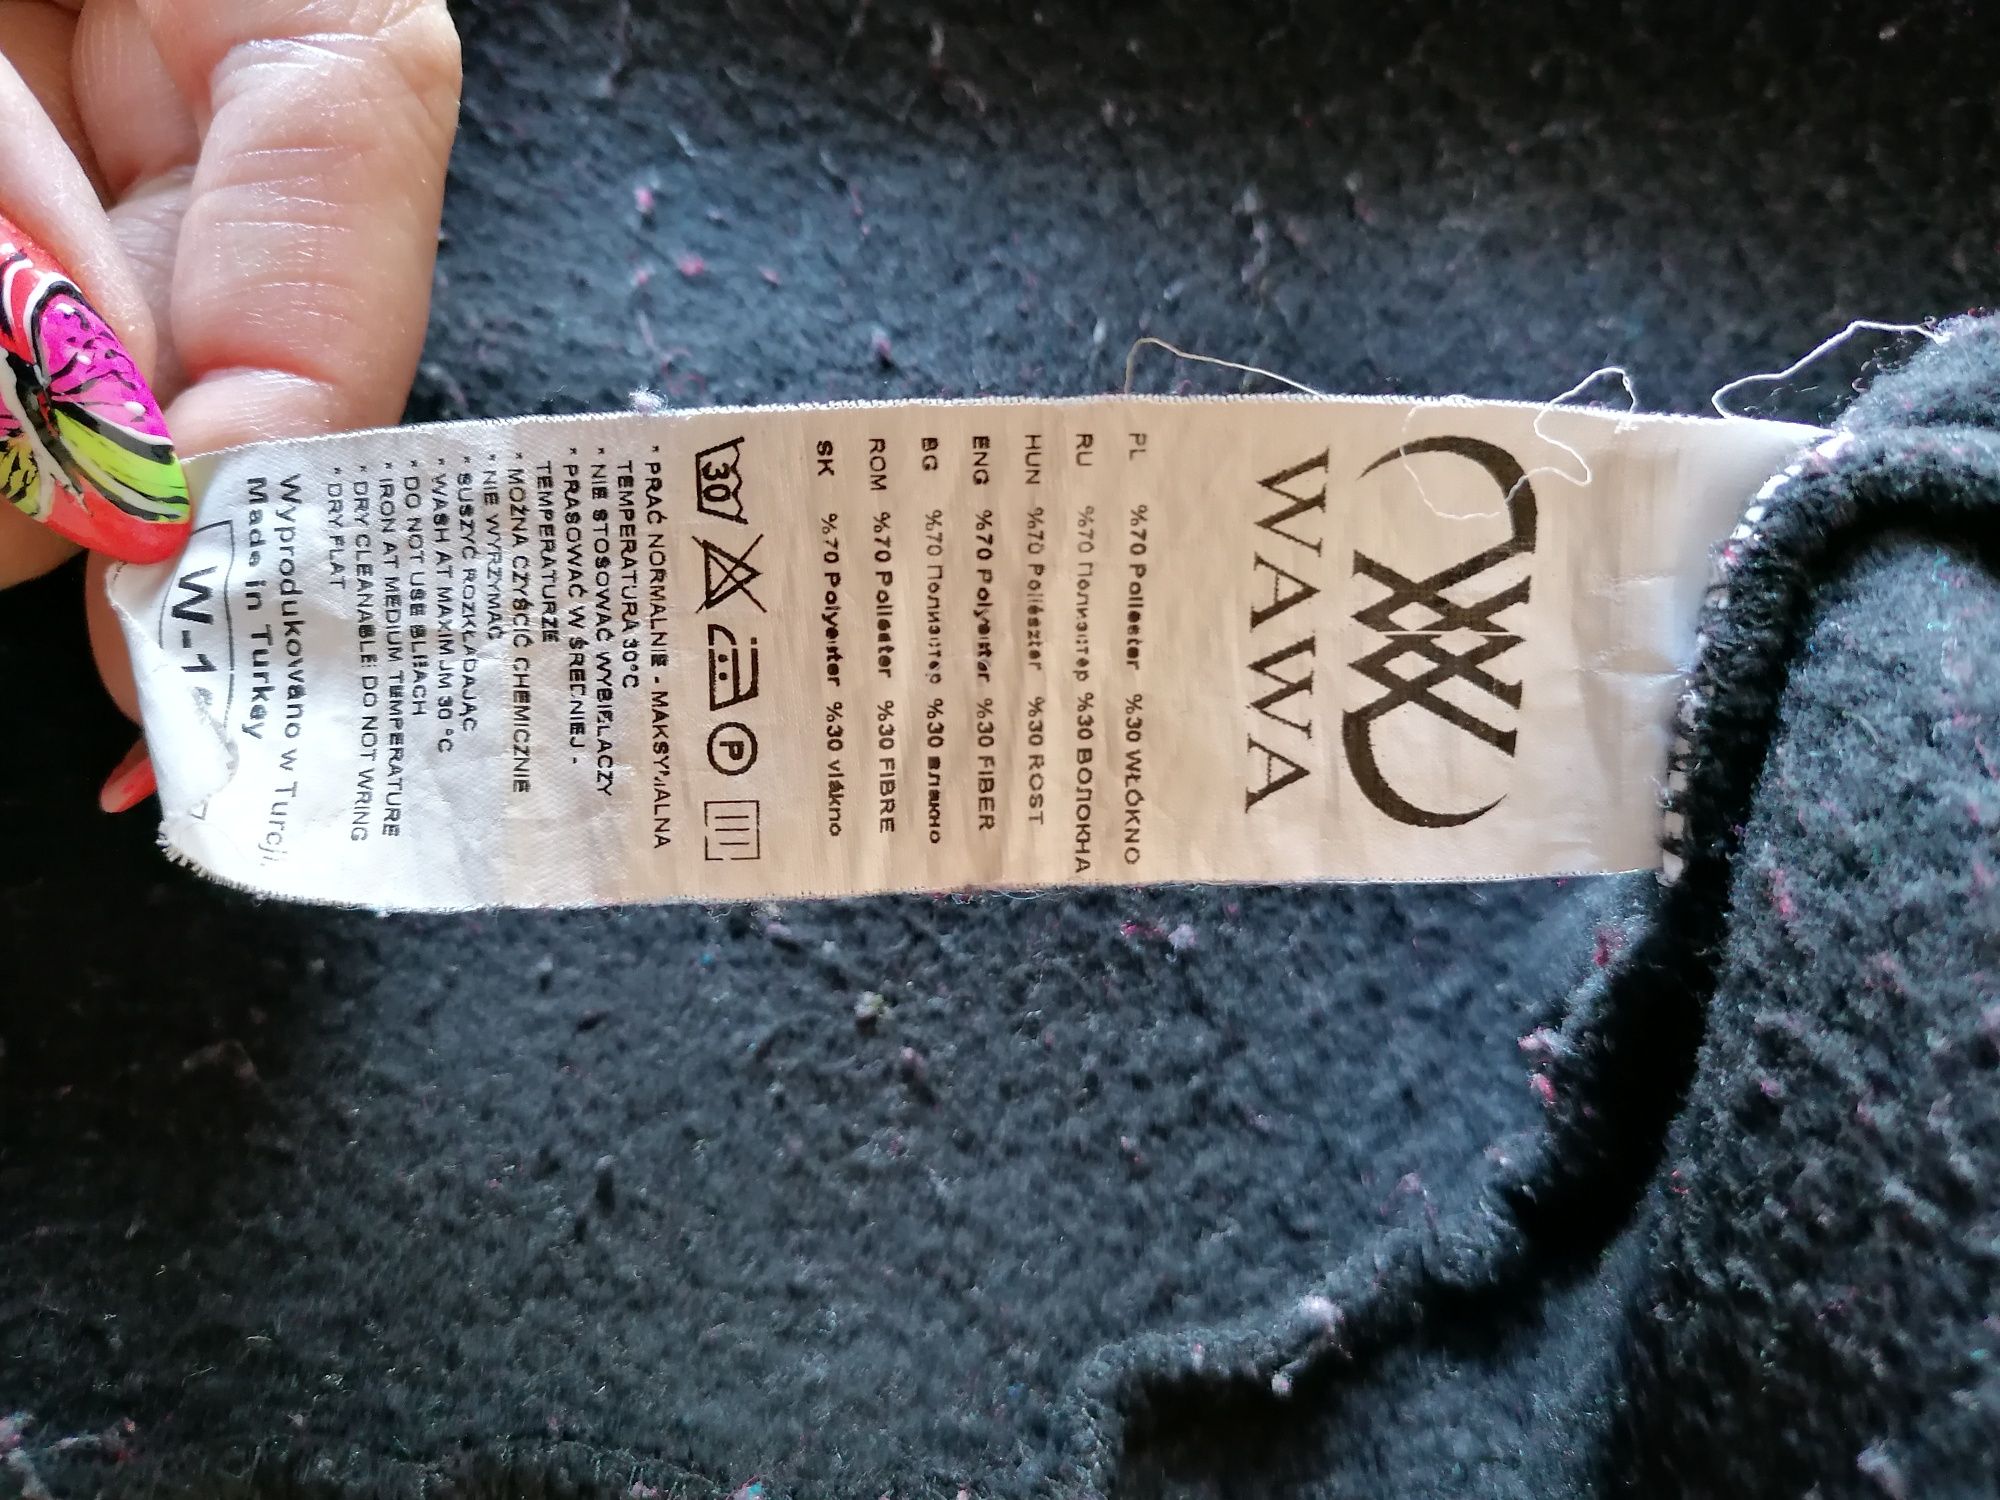 WAWA
PL %70 Poliester %30 WŁÓKNO
RU %70 Полиэстер %30 ВОЛОКНА
HUN %70 Poliészter %30 ROST
ENG %70 Polyester %30 FIBER
BG %70 Полиэстер %30 влакно
ROM %70 Poliester %30 FIBRE
SK %70 Polyester %30 vlákno
30 P
* PRAĆ NORMALNIE - MAKSYMALNA
TEMPERATURA 30°C
* NIE STOSOWAĆ WYBIELACZY
* PRASOWAĆ W ŚREDNIEJ -
TEMPERATURZE
* MOŻNA CZYŚCIĆ CHEMICZNIE
* NIE WYRZYMAĆ
* SUSZYĆ ROZKŁADAJĄC
* WASH AT MAXIMUM 30 °C
* DO NOT USE BLEACH
* IRON AT MEDIUM TEMPERATURE
* DRY CLEANABLE DO NOT WRING
* DRY FLAT
Wyprodukowano w Turcji,
Made in Turkey
W-1